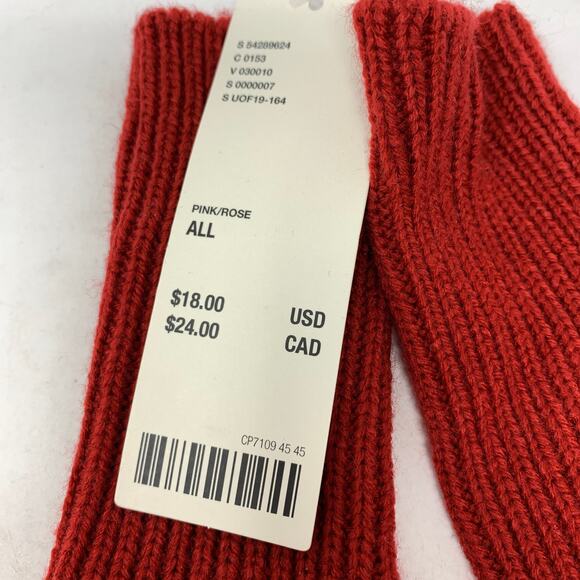 S 54289624
C 0153
V 030010
S 0000007
S UOF19-164
PINK/ROSE
ALL
$18.00 USD
$24.00 CAD
CP7109 45 45